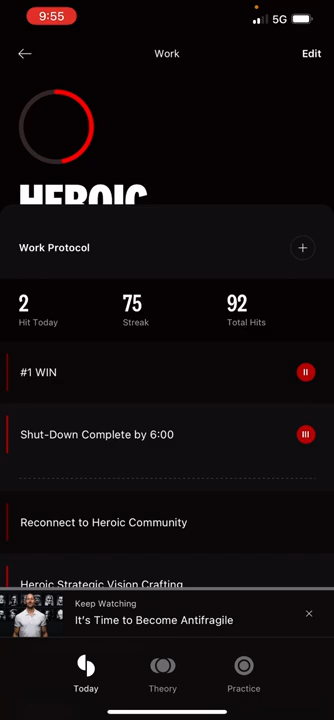 9:55
5G
Work
Edit
HEROIC
Work Protocol
2
Hit Today
75
Streak
92
Total Hits
#1 WIN
II
Shut-Down Complete by 6:00
III
Reconnect to Heroic Community
Heroic Strategic Vision Crafting
Keep Watching
It's Time to Become Antifragile
Today
Theory
Practice